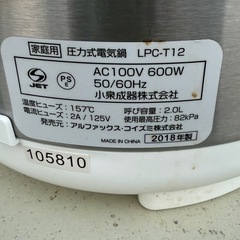 家庭用 圧力式電気鍋 LPC-T12
AC100V 600W
50/60Hz
小泉成器株式会社
S JET
PS E
温度ヒューズ:157℃ 呼び容量:2.0L
電流ヒューズ:2A / 125V 使用最高圧力:82kPa
発売元:アルファックス・コイズミ株式会社 2018年製
105810